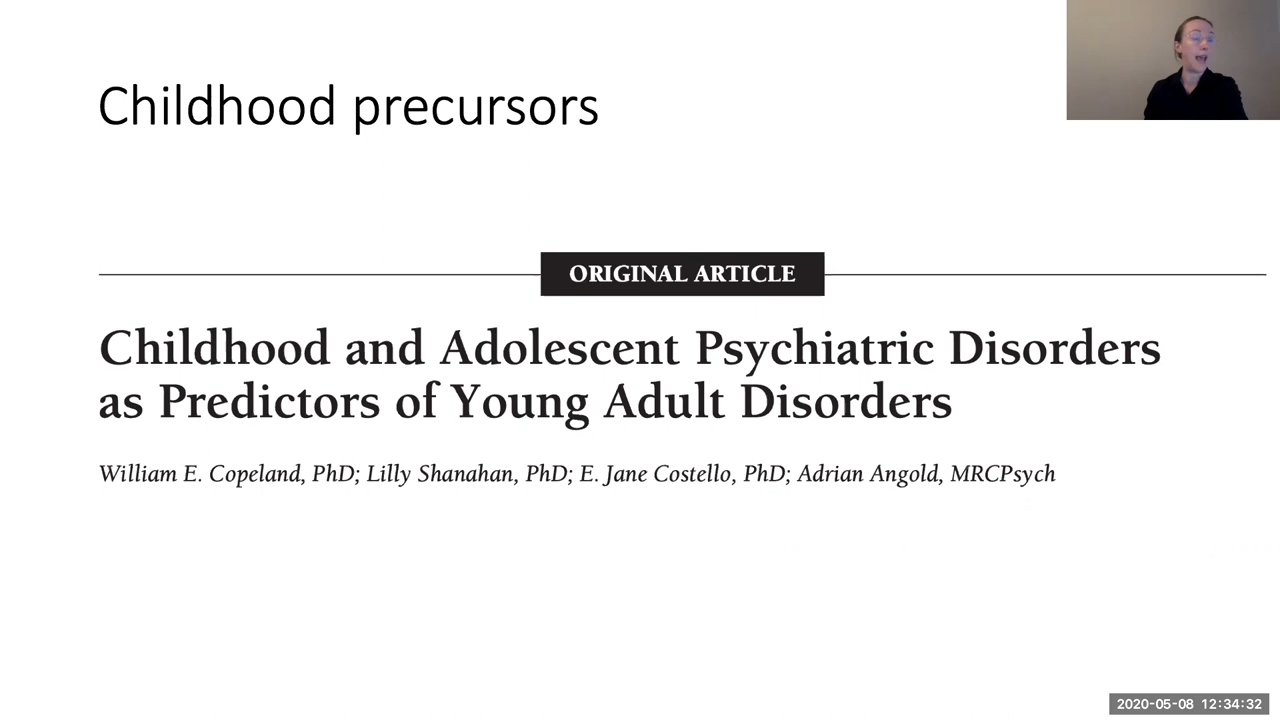 Childhood precursors
ORIGINAL ARTICLE
Childhood and Adolescent Psychiatric Disorders
as Predictors of Young Adult Disorders
William E. Copeland, PhD; Lilly Shanahan, PhD; E. Jane Costello, PhD; Adrian Angold, MRCPsych
2020-05-08 12:34:32